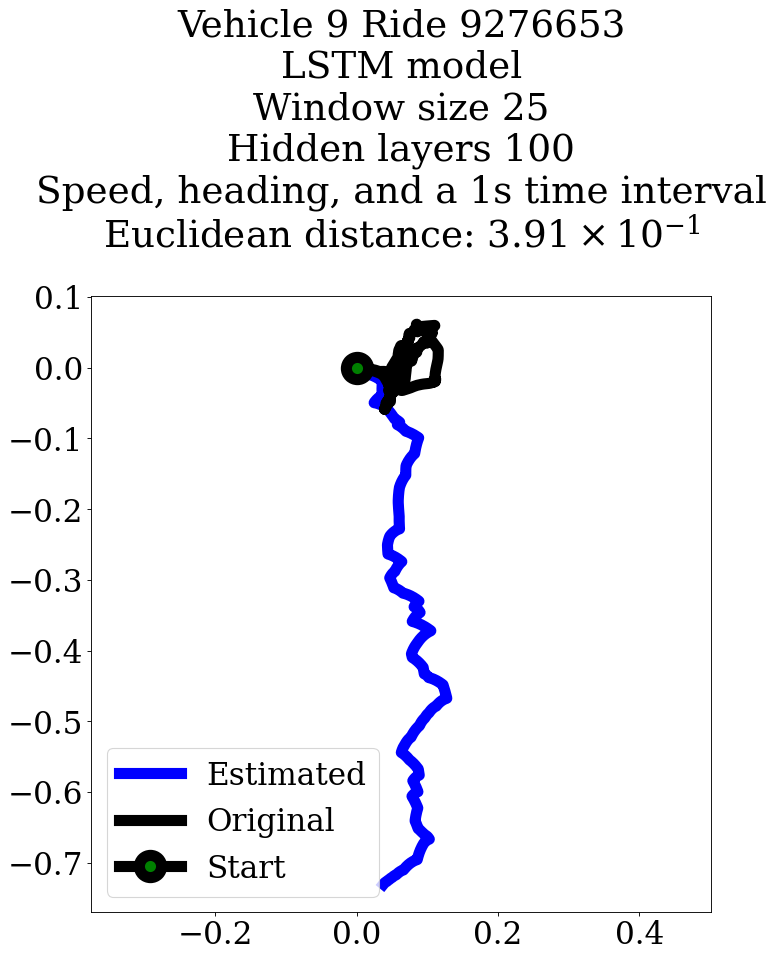 Vehicle 9 Ride 9276653
LSTM model
Window size 25
Hidden layers 100
Speed, heading, and a 1s time interval
Euclidean distance: 3.91 × 10⁻¹
0.1
0.0
−0.1
−0.2
−0.3
−0.4
−0.5
−0.6
−0.7
Estimated
Original
Start
−0.2 0.0 0.2 0.4